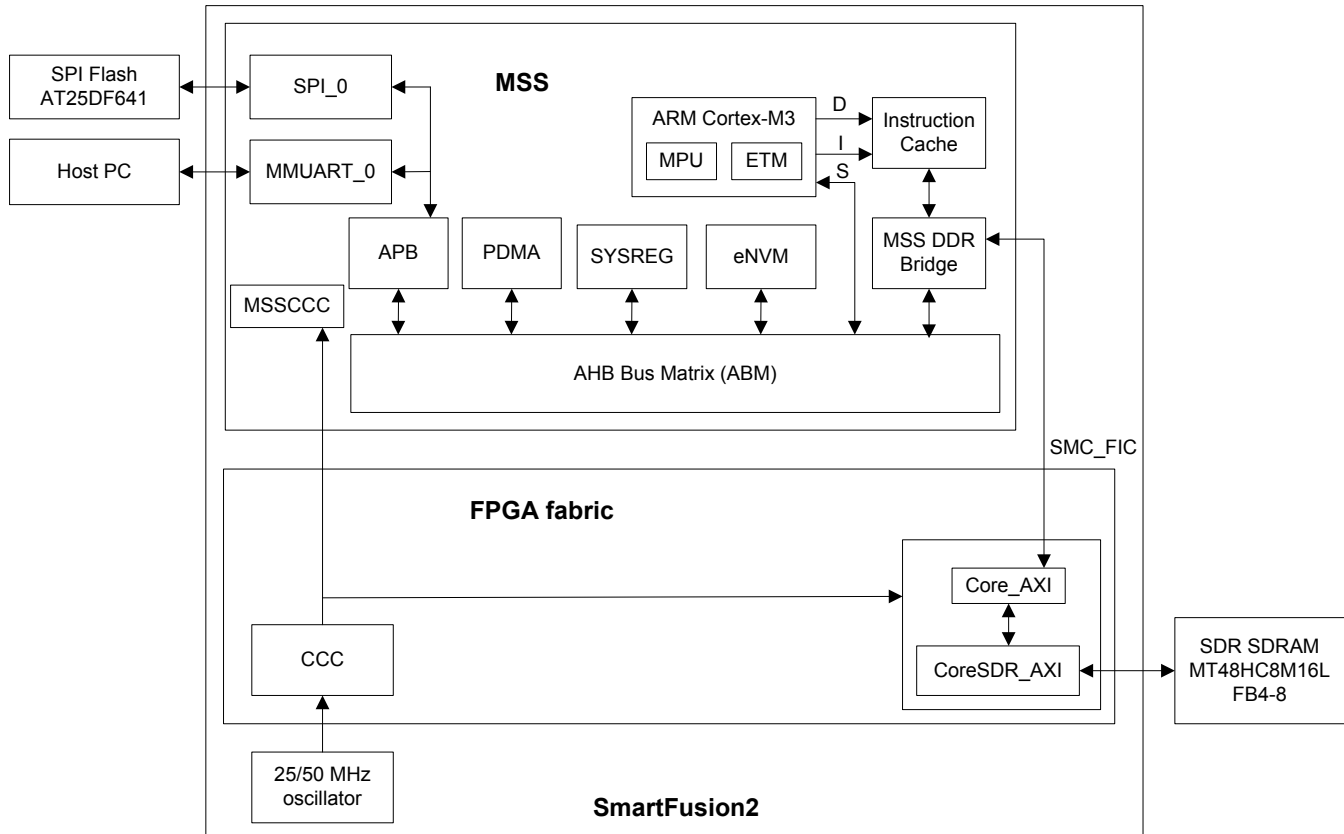 MSS
SPI Flash
AT25DF641
SPI_0
Host PC
MMUART_0
ARM Cortex-M3
MPU
ETM
D
I
S
Instruction
Cache
APB
PDMA
SYSREG
eNVM
MSS DDR
Bridge
MSSCCC
AHB Bus Matrix (ABM)
SMC_FIC
FPGA fabric
Core_AXI
CCC
CoreSDR_AXI
SDR SDRAM
MT48HC8M16L
FB4-8
25/50 MHz
oscillator
SmartFusion2